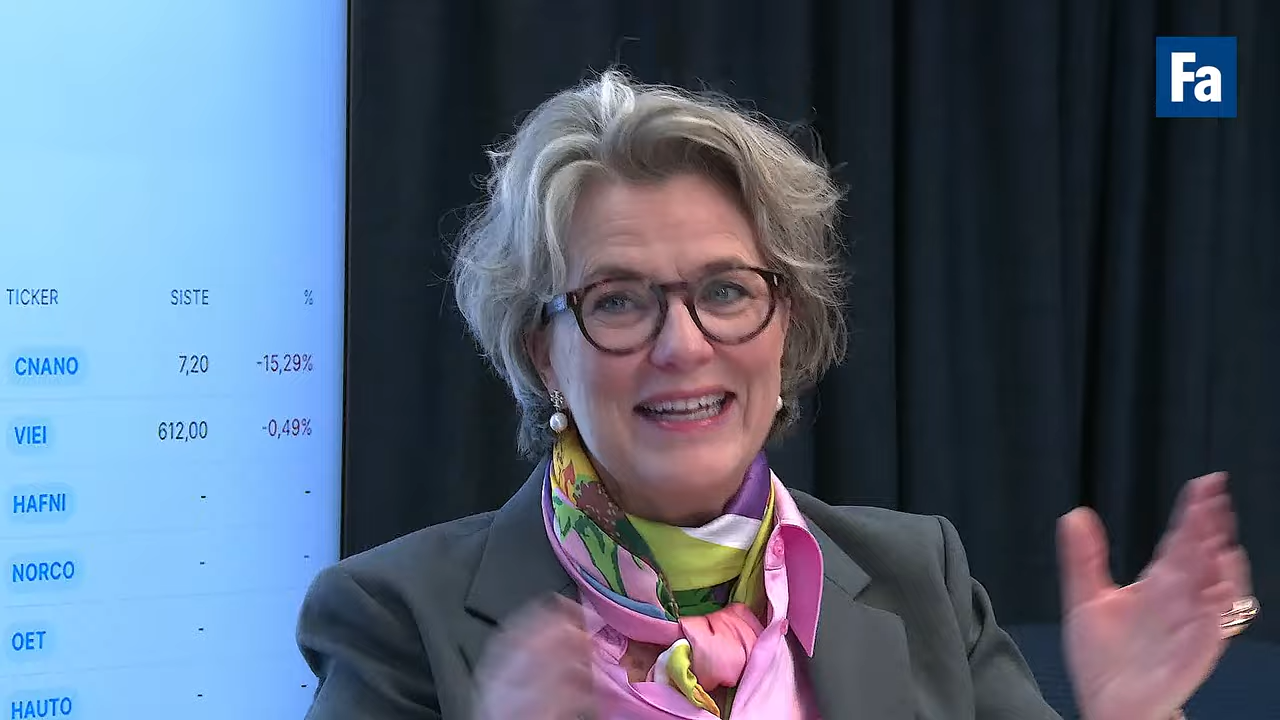 Fa
TICKER SISTE %
CNANO 7,20 -15,29%
VIEI 612,00 -0,49%
HAFNI - -
NORCO - -
OET - -
HAUTO - -